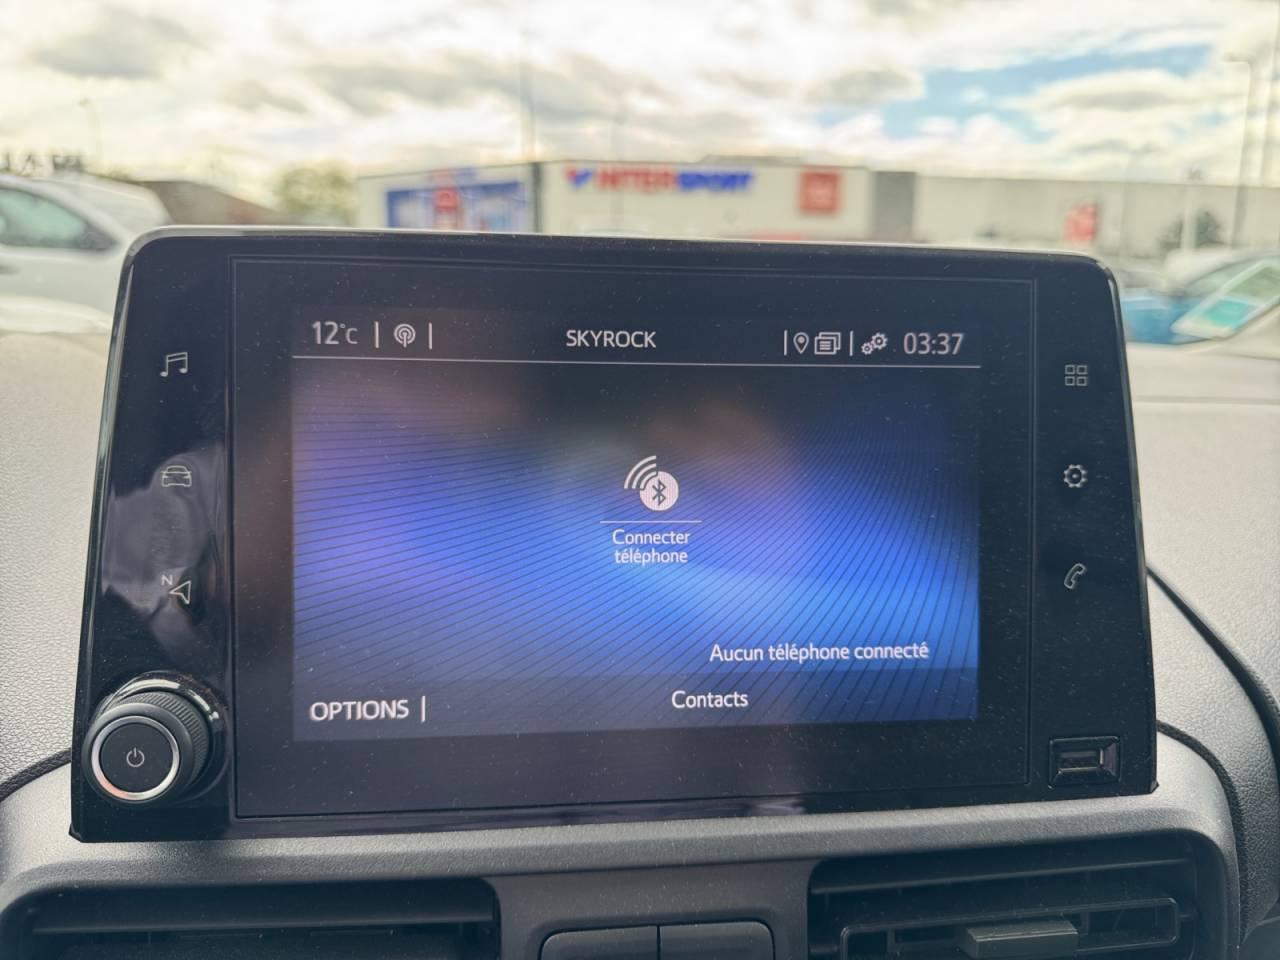 INTERSPORT
12°C
SKYROCK
03:37
Connecter
téléphone
Aucun téléphone connecté
OPTIONS
Contacts
N